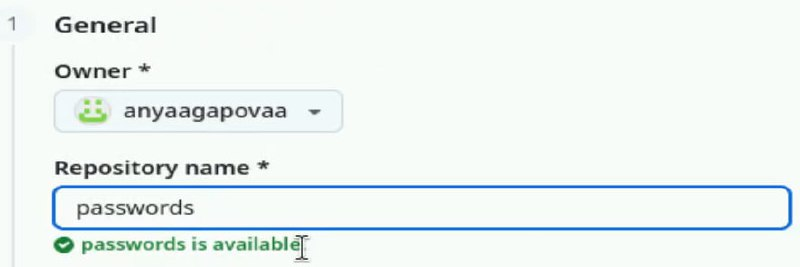 1
General
Owner *
anyaagapovaa
Repository name *
passwords
passwords is available